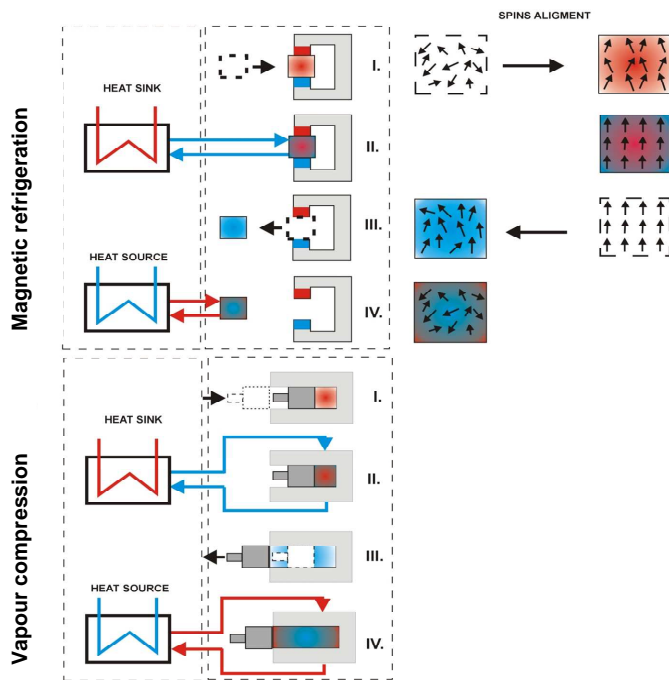 SPINS ALIGMENT
Magnetic refrigeration
HEAT SINK
I.
II.
III.
HEAT SOURCE
IV.
Vapour compression
I.
HEAT SINK
II.
III.
HEAT SOURCE
IV.